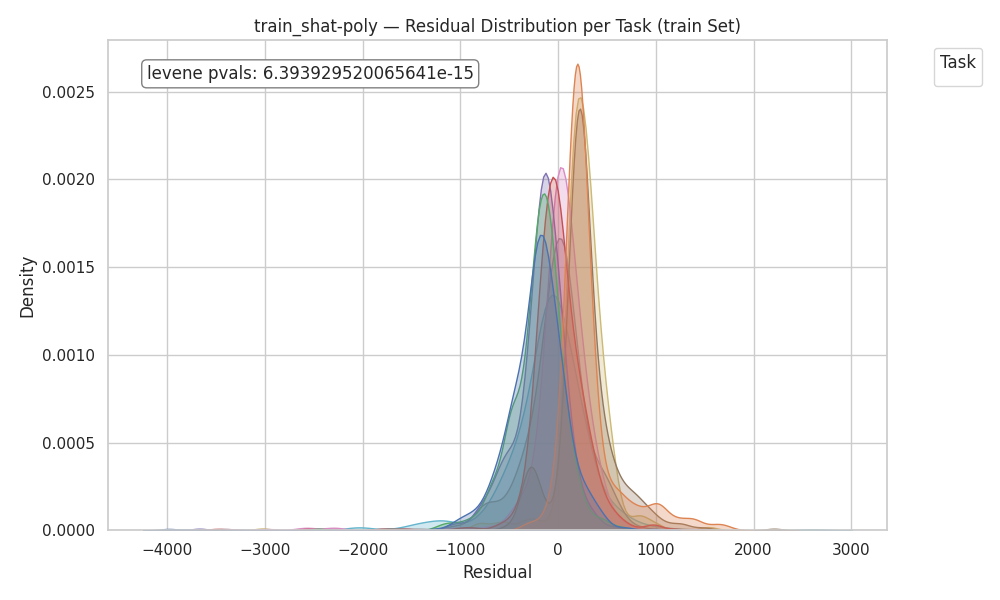 train_shat-poly — Residual Distribution per Task (train Set)
levene pvals: 6.393929520065641e-15
Task
0.0025
0.0020
0.0015
0.0010
0.0005
0.0000
Density
−4000
−3000
−2000
−1000
0
1000
2000
3000
Residual